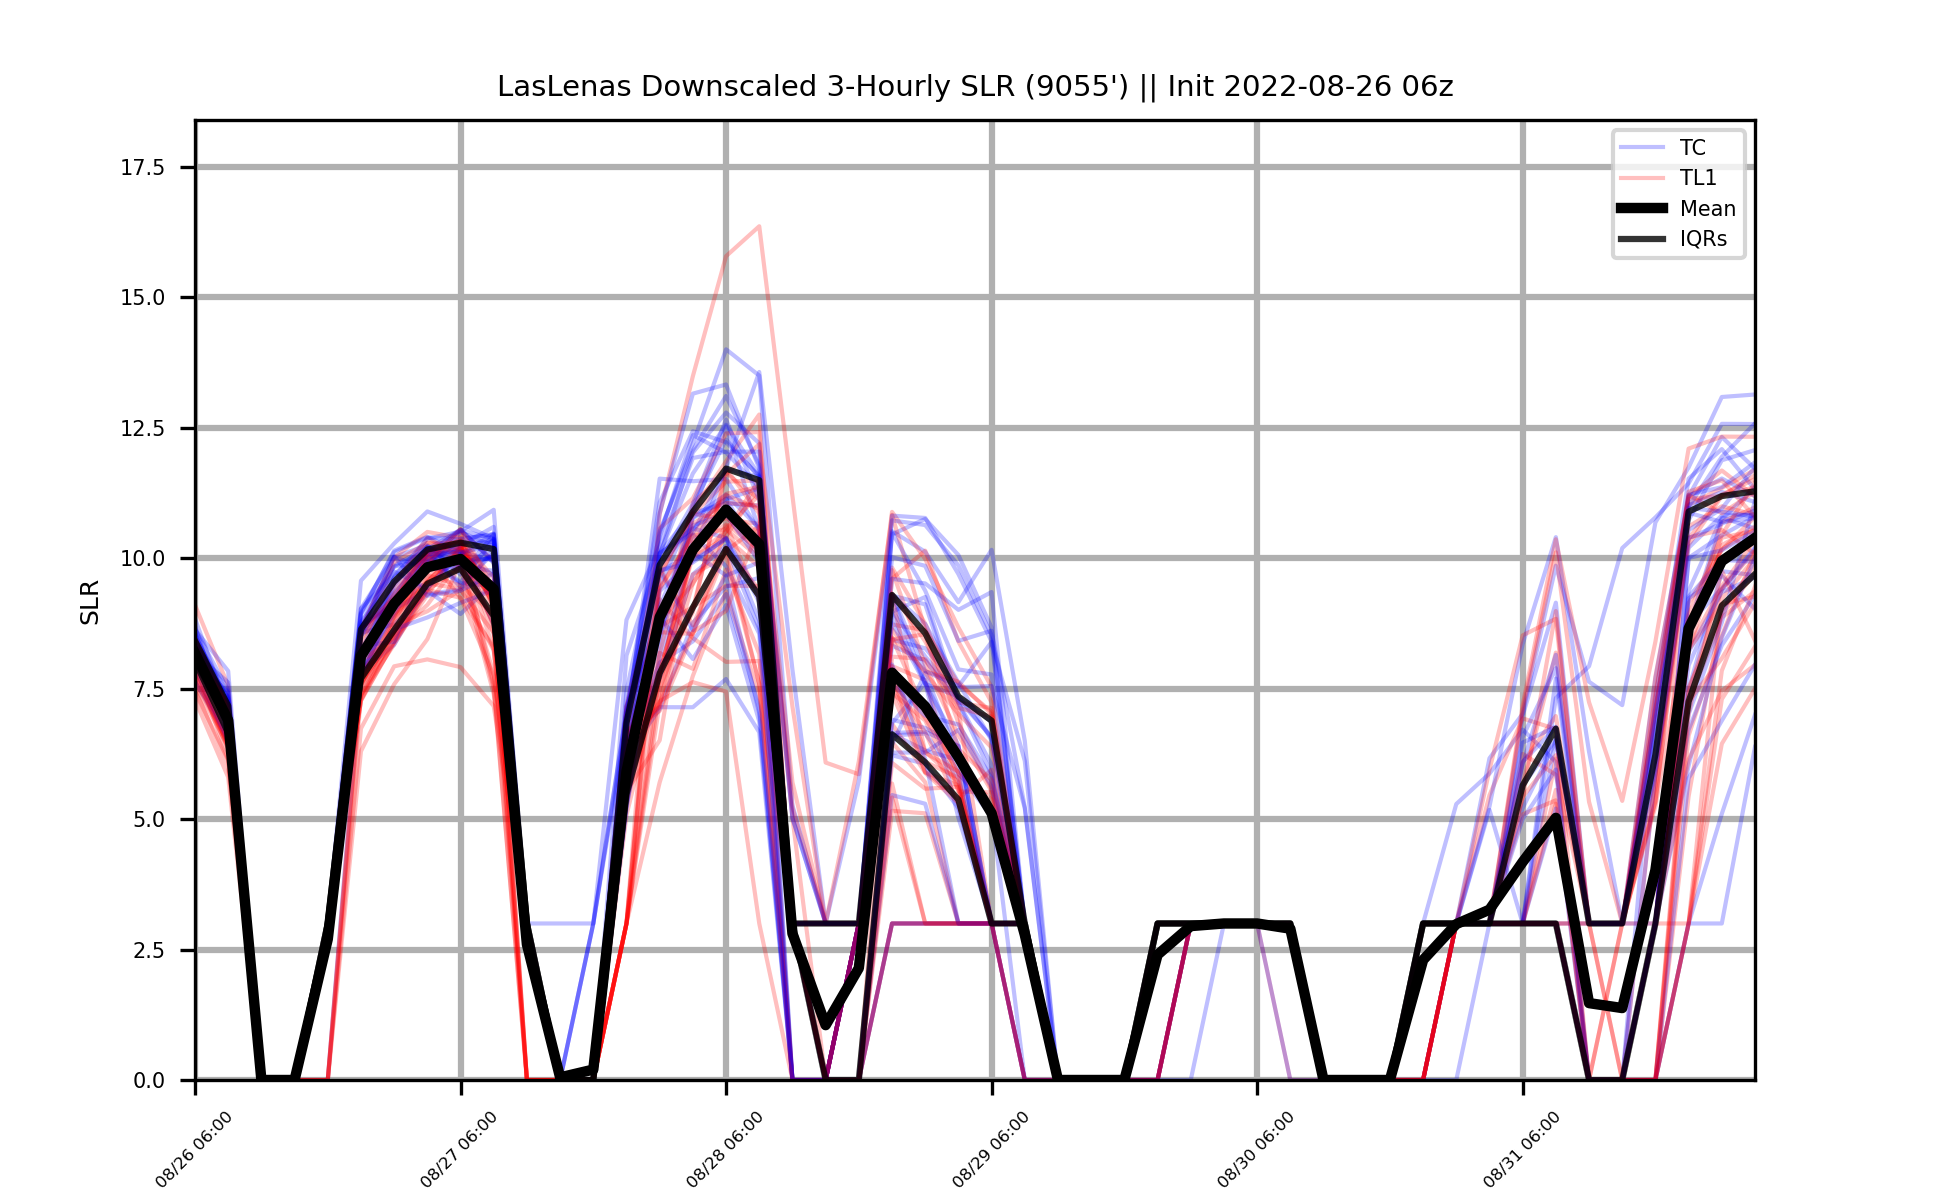 LasLenas Downscaled 3-Hourly SLR (9055') || Init 2022-08-26 06z
TC
TL1
Mean
IQRs
SLR
17.5
15.0
12.5
10.0
7.5
5.0
2.5
0.0
08/26 06:00
08/27 06:00
08/28 06:00
08/29 06:00
08/30 06:00
08/31 06:00